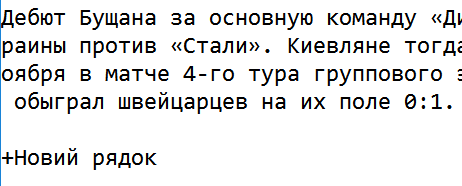 Дебют Бущана за основную команду «Ди
раины против «Стали». Киевляне тогда
оября в матче 4-го тура группового
обыграл швейцарцев на их поле 0:1.
+Новий рядок